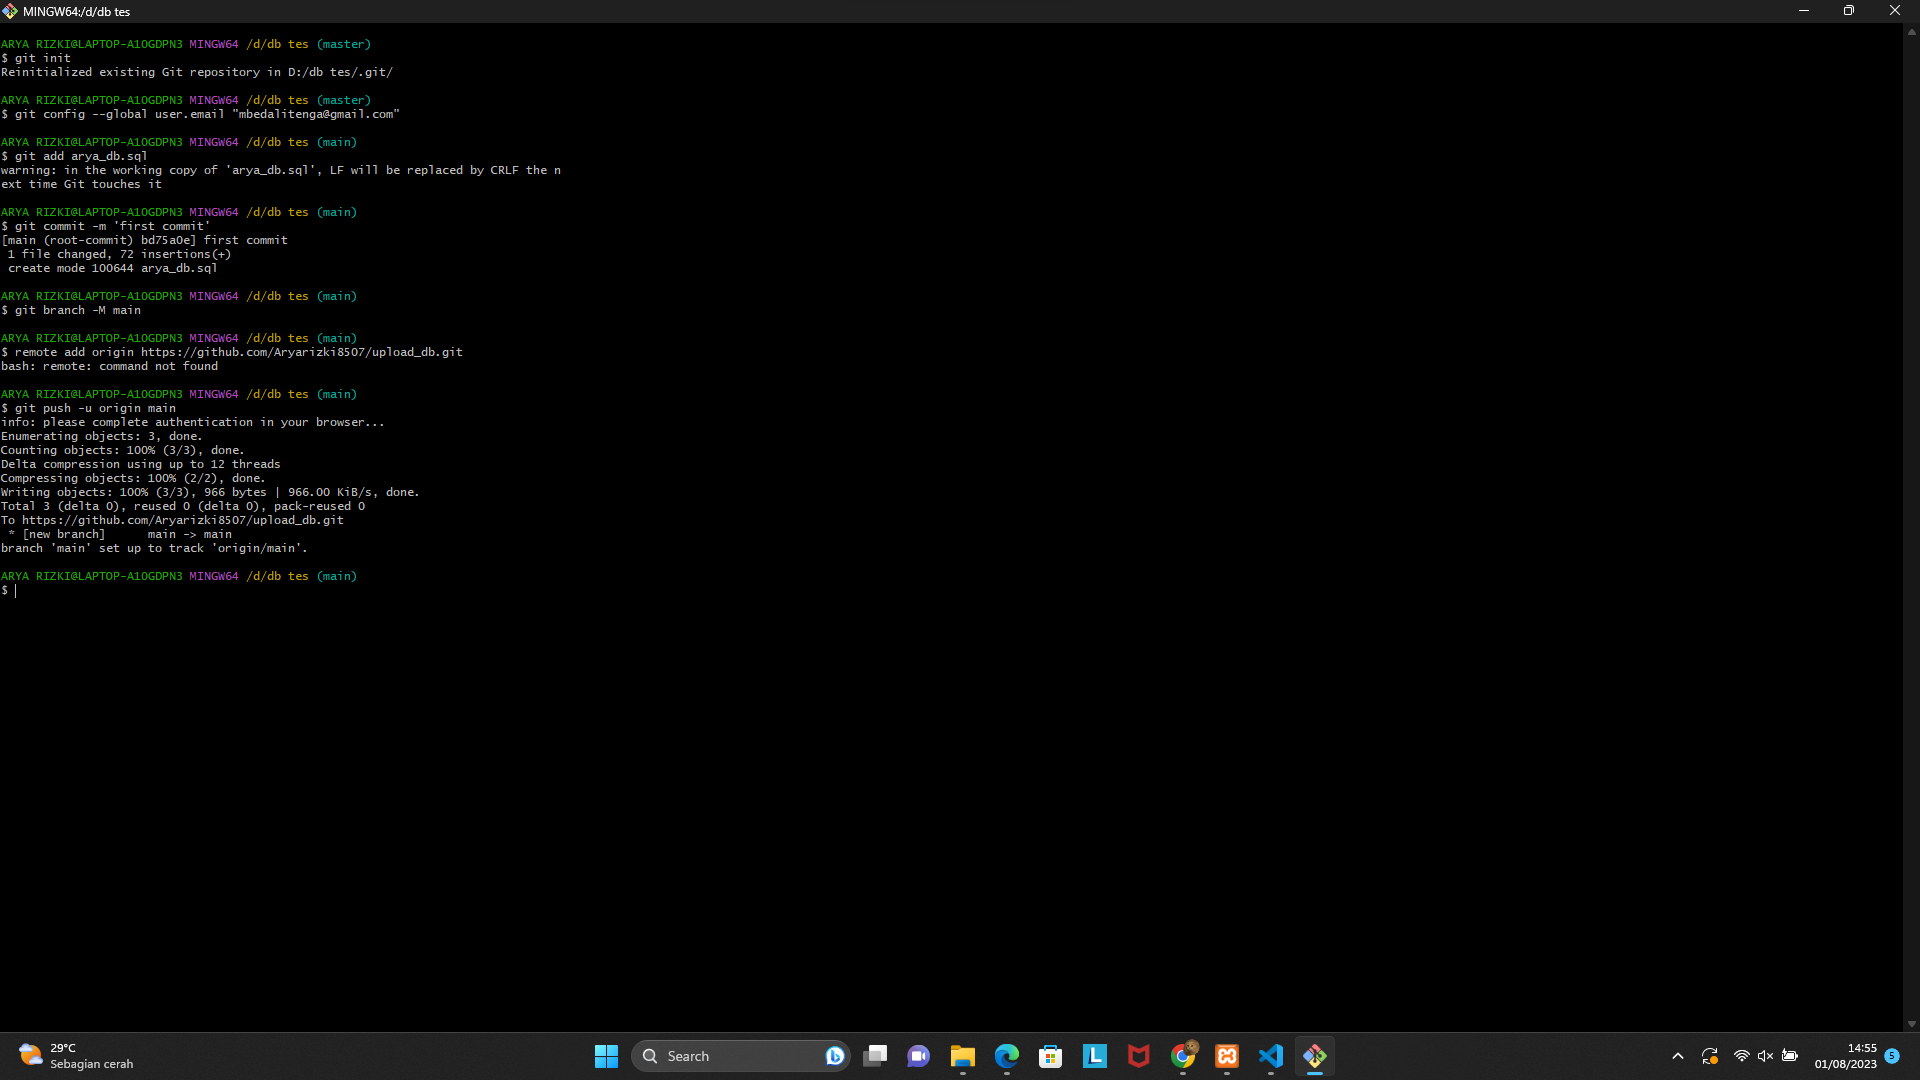 MINGW64:/d/db tes
ARYA RIZKI@LAPTOP-A1OGDPN3 MINGW64 /d/db tes (master)
$ git init
Reinitialized existing Git repository in D:/db tes/.git/
ARYA RIZKI@LAPTOP-A1OGDPN3 MINGW64 /d/db tes (master)
$ git config --global user.email "mbedalitenga@gmail.com"
ARYA RIZKI@LAPTOP-A1OGDPN3 MINGW64 /d/db tes (main)
$ git add arya_db.sql
warning: in the working copy of 'arya_db.sql', LF will be replaced by CRLF the n
ext time Git touches it
ARYA RIZKI@LAPTOP-A1OGDPN3 MINGW64 /d/db tes (main)
$ git commit -m 'first commit'
[main (root-commit) bd75a0e] first commit
1 file changed, 72 insertions(+)
create mode 100644 arya_db.sql
ARYA RIZKI@LAPTOP-A1OGDPN3 MINGW64 /d/db tes (main)
$ git branch -M main
ARYA RIZKI@LAPTOP-A1OGDPN3 MINGW64 /d/db tes (main)
$ remote add origin https://github.com/Aryarizki8507/upload_db.git
bash: remote: command not found
ARYA RIZKI@LAPTOP-A1OGDPN3 MINGW64 /d/db tes (main)
$ git push -u origin main
info: please complete authentication in your browser...
Enumerating objects: 3, done.
Counting objects: 100% (3/3), done.
Delta compression using up to 12 threads
Compressing objects: 100% (2/2), done.
Writing objects: 100% (3/3), 966 bytes | 966.00 KiB/s, done.
Total 3 (delta 0), reused 0 (delta 0), pack-reused 0
To https://github.com/Aryarizki8507/upload_db.git
* [new branch]      main -> main
branch 'main' set up to track 'origin/main'.
ARYA RIZKI@LAPTOP-A1OGDPN3 MINGW64 /d/db tes (main)
$
29°C
Sebagian cerah
Search
L
14:55
01/08/2023
5